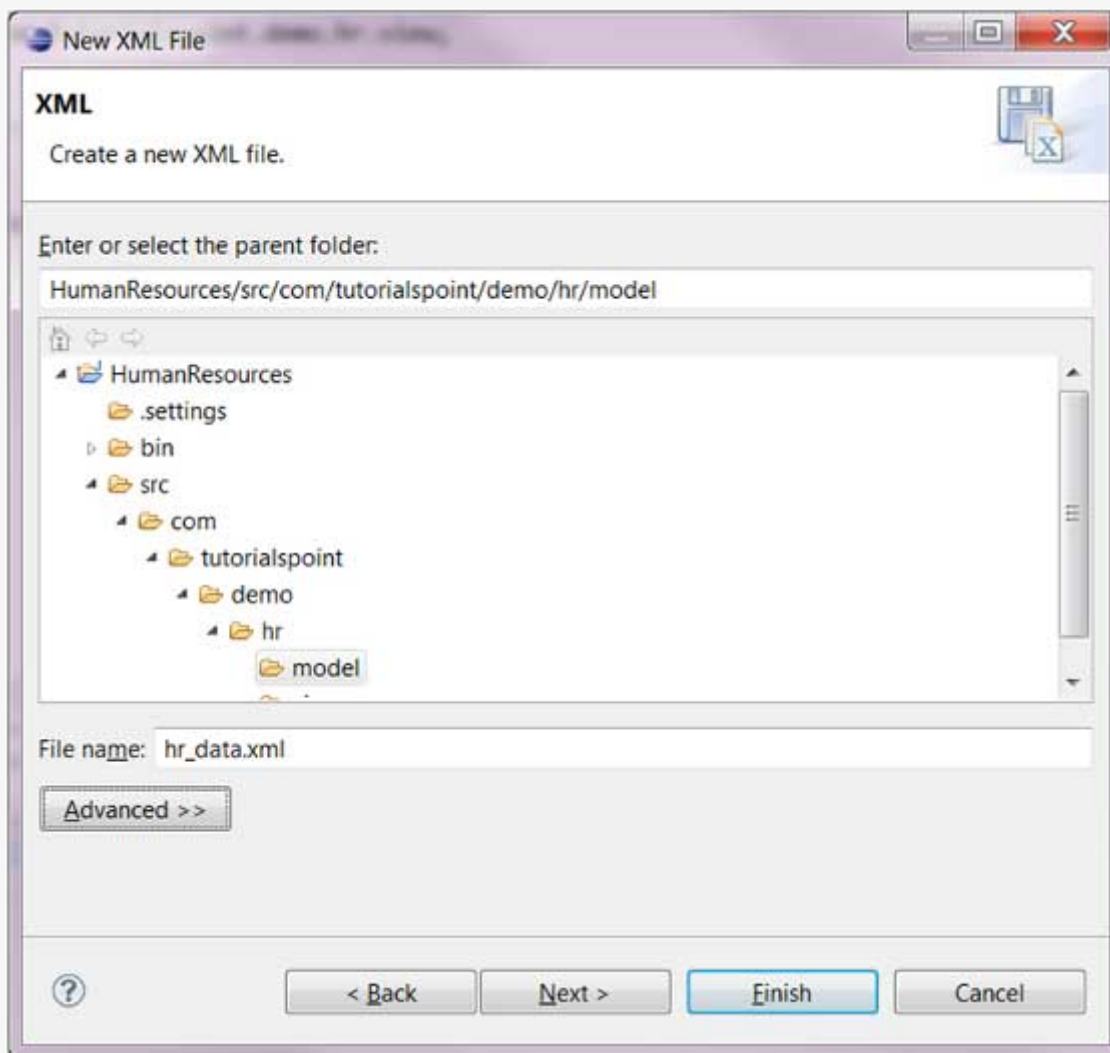 New XML File
XML
Create a new XML file.
X
Enter or select the parent folder:
HumanResources/src/com/tutorialspoint/demo/hr/model
HumanResources
.settings
bin
src
com
tutorialspoint
demo
hr
model
File name: hr_data.xml
Advanced >>
? < Back Next > Finish Cancel